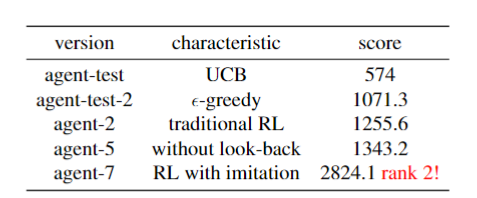 version characteristic score
agent-test UCB 574
agent-test-2 ϵ-greedy 1071.3
agent-2 traditional RL 1255.6
agent-5 without look-back 1343.2
agent-7 RL with imitation 2824.1 rank 2!